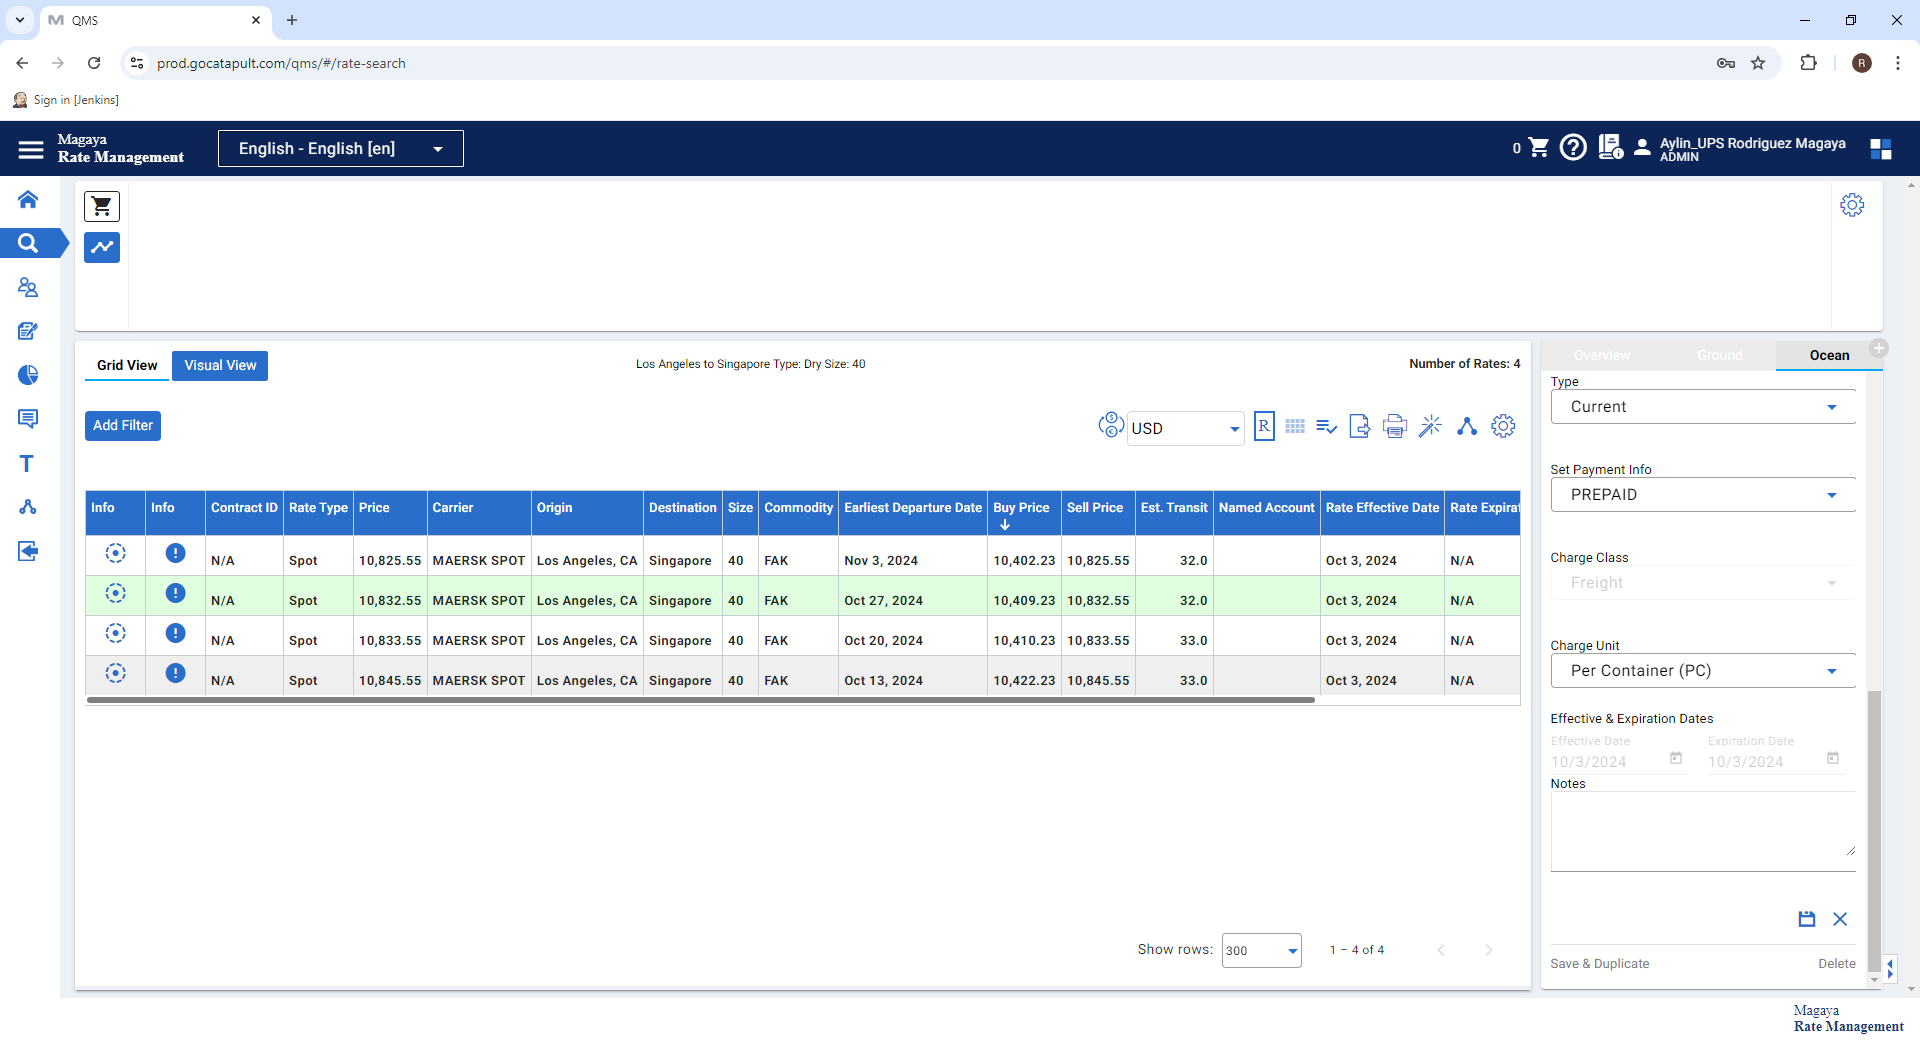 QMS
prod.gocatapult.com/qms/#/rate-search
R
Sign in [Jenkins]
Magaya
Rate Management
English - English [en]
0
Aylin_UPS Rodriguez Magaya
ADMIN
Grid View
Visual View
Los Angeles to Singapore Type: Dry Size: 40
Number of Rates: 4
Add Filter
USD
R
Info Info Contract ID Rate Type Price Carrier Origin Destination Size Commodity Earliest Departure Date Buy Price Sell Price Est. Transit Named Account Rate Effective Date Rate Expirat
N/A Spot 10,825.55 MAERSK SPOT Los Angeles, CA Singapore 40 FAK Nov 3, 2024 10,402.23 10,825.55 32.0 Oct 3, 2024 N/A
N/A Spot 10,832.55 MAERSK SPOT Los Angeles, CA Singapore 40 FAK Oct 27, 2024 10,409.23 10,832.55 32.0 Oct 3, 2024 N/A
N/A Spot 10,833.55 MAERSK SPOT Los Angeles, CA Singapore 40 FAK Oct 20, 2024 10,410.23 10,833.55 33.0 Oct 3, 2024 N/A
N/A Spot 10,845.55 MAERSK SPOT Los Angeles, CA Singapore 40 FAK Oct 13, 2024 10,422.23 10,845.55 33.0 Oct 3, 2024 N/A
Show rows: 300 1 – 4 of 4
Overview Ground Ocean
Type
Current
Set Payment Info
PREPAID
Charge Class
Freight
Charge Unit
Per Container (PC)
Effective & Expiration Dates
Effective Date Expiration Date
10/3/2024 10/3/2024
Notes
Save & Duplicate Delete
Magaya
Rate Management